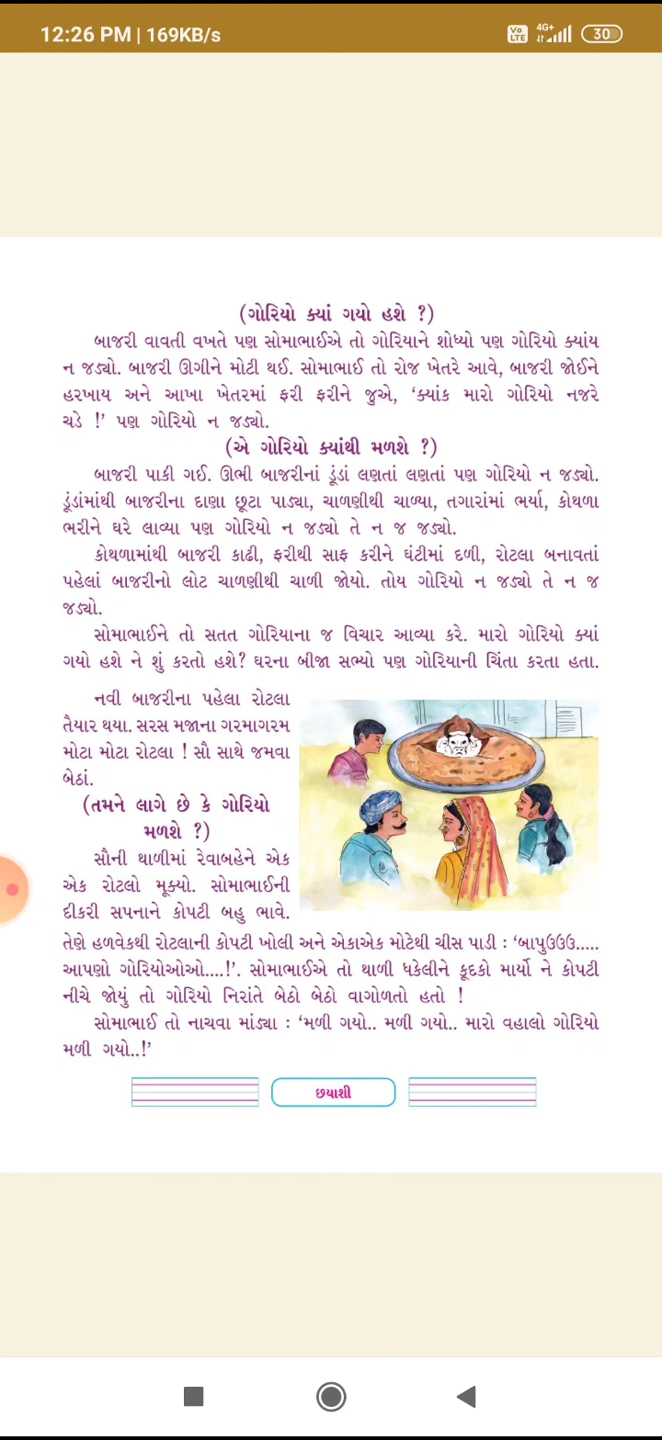 12:26 PM | 169KB/s
Vo LTE 4G+ 30
(ગોરિયો ક્યાં ગયો હશે ?)
બાજરી વાવતી વખતે પણ સોમાભાઈએ તો ગોરિયાને શોધ્યો પણ ગોરિયો ક્યાંય
ન જડ્યો. બાજરી ઊગીને મોટી થઈ. સોમાભાઈ તો રોજ ખેતરે આવે, બાજરી જોઈને
હરખાય અને આખા ખેતરમાં ફરી ફરીને જુએ, ‘ક્યાંક મારો ગોરિયો નજરે
ચડે !’ પણ ગોરિયો ન જડ્યો.
(એ ગોરિયો ક્યાંથી મળશે ?)
બાજરી પાકી ગઈ. ઊભી બાજરીનાં ડૂંડાં લણતાં લણતાં પણ ગોરિયો ન જડ્યો.
ડૂંડાંમાંથી બાજરીના દાણા છૂટા પાડ્યા, ચાળણીથી ચાળ્યા, તગારાંમાં ભર્યા, કોથળા
ભરીને ઘરે લાવ્યા પણ ગોરિયો ન જડ્યો તે ન જ જડ્યો.
કોથળામાંથી બાજરી કાઢી, ફરીથી સાફ કરીને ઘંટીમાં દળી, રોટલા બનાવતાં
પહેલાં બાજરીનો લોટ ચાળણીથી ચાળી જોયો. તોય ગોરિયો ન જડ્યો તે ન જ
જડ્યો.
સોમાભાઈને તો સતત ગોરિયાના જ વિચાર આવ્યા કરે. મારો ગોરિયો ક્યાં
ગયો હશે ને શું કરતો હશે? ઘરના બીજા સભ્યો પણ ગોરિયાની ચિંતા કરતા હતા.
નવી બાજરીના પહેલા રોટલા
તૈયાર થયા. સરસ મજાના ગરમાગરમ
મોટા મોટા રોટલા ! સૌ સાથે જમવા
બેઠાં.
(તમને લાગે છે કે ગોરિયો
મળશે ?)
સૌની થાળીમાં રેવાબહેને એક
એક રોટલો મૂક્યો. સોમાભાઈની
દીકરી સપનાને કોપટી બહુ ભાવે.
તેણે હળવેકથી રોટલાની કોપટી ખોલી અને એકાએક મોટેથી ચીસ પાડી : ‘બાપુઉઉઉ.....
આપણો ગોરિયોઓઓ....!’. સોમાભાઈએ તો થાળી ધકેલીને કૂદકો માર્યો ને કોપટી
નીચે જોયું તો ગોરિયો નિરાંતે બેઠો બેઠો વાગોળતો હતો !
સોમાભાઈ તો નાચવા માંડ્યા : ‘મળી ગયો.. મળી ગયો.. મારો વહાલો ગોરિયો
મળી ગયો..!’
છયાશી